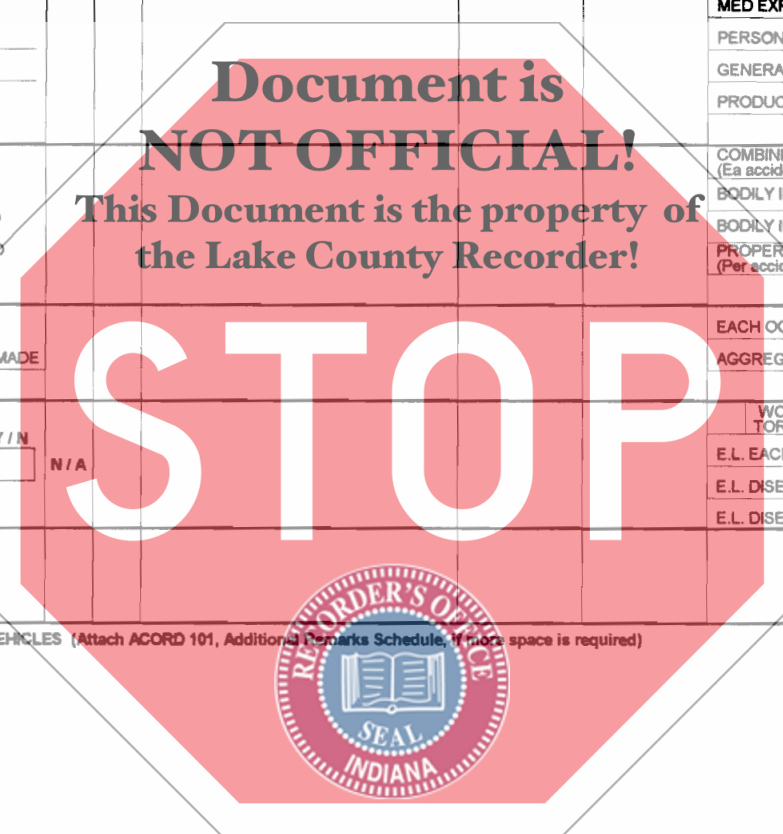 MED EXP
PERSON
GENERA
PRODUC
Document is
NOT OFFICIAL!
This Document is the property of
the Lake County Recorder!
COMBINE
(Ea accid
BODILY I
BODILY I
PROPER
(Per accid
EACH OC
MADE
AGGREG
STOP
WC
TOR
Y / N
N / A
E.L. EACH
E.L. DISE
E.L. DISE
EHICLES (Attach ACORD 101, Additional Remarks Schedule, if more space is required)
RECORDER'S OFFICE
SEAL
INDIANA